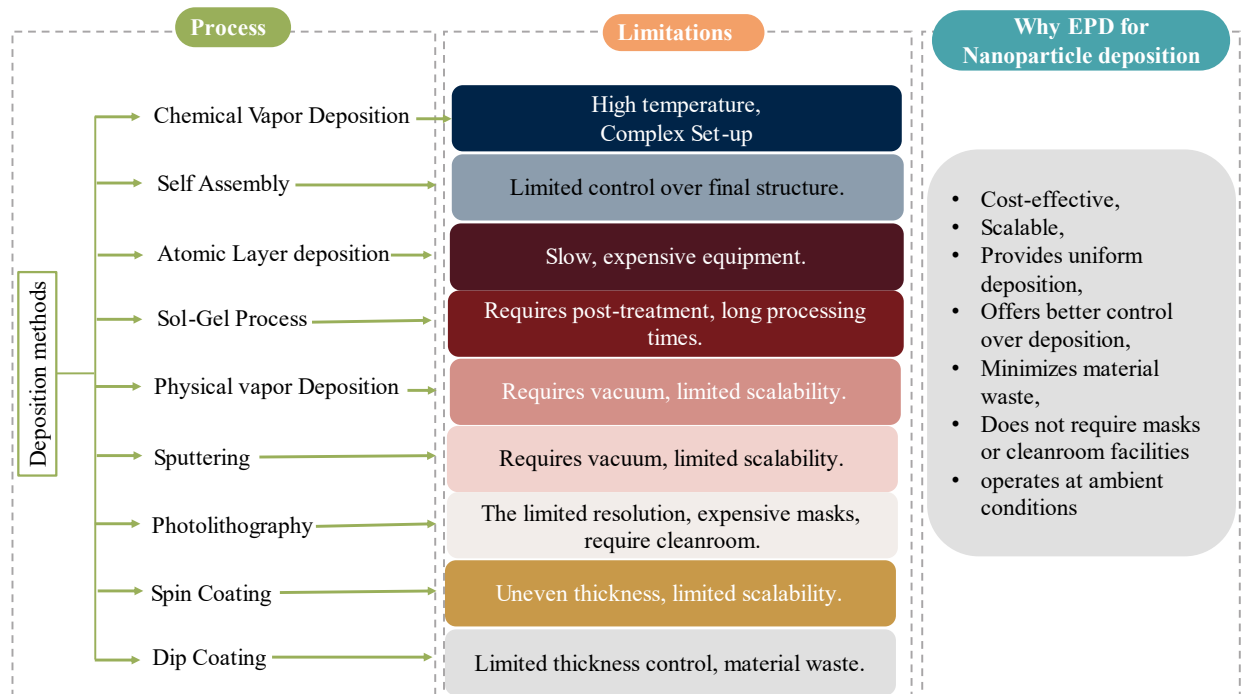 Process
Limitations
Why EPD for
Nanoparticle deposition
Deposition methods
Chemical Vapor Deposition
High temperature,
Complex Set-up
Self Assembly
Limited control over final structure.
Atomic Layer deposition
Slow, expensive equipment.
Sol-Gel Process
Requires post-treatment, long processing
times.
Physical vapor Deposition
Requires vacuum, limited scalability.
Sputtering
Requires vacuum, limited scalability.
Photolithography
The limited resolution, expensive masks,
require cleanroom.
Spin Coating
Uneven thickness, limited scalability.
Dip Coating
Limited thickness control, material waste.
• Cost-effective,
• Scalable,
• Provides uniform
deposition,
• Offers better control
over deposition,
• Minimizes material
waste,
• Does not require masks
or cleanroom facilities
• operates at ambient
conditions